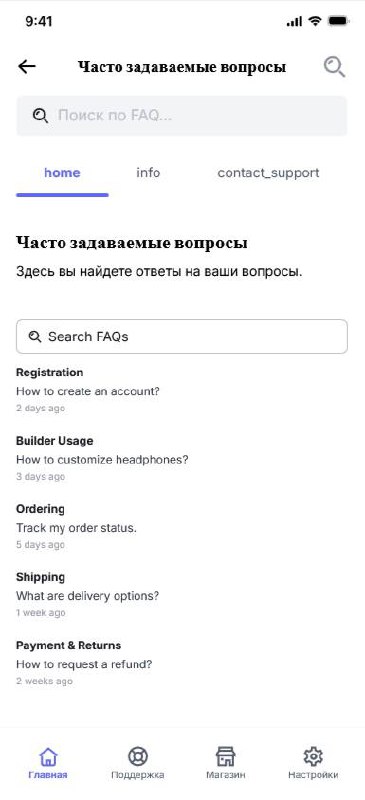 9:41
Часто задаваемые вопросы
Поиск по FAQ...
home info contact_support
Часто задаваемые вопросы
Здесь вы найдете ответы на ваши вопросы.
Search FAQs
Registration
How to create an account?
2 days ago
Builder Usage
How to customize headphones?
3 days ago
Ordering
Track my order status.
5 days ago
Shipping
What are delivery options?
1 week ago
Payment & Returns
How to request a refund?
2 weeks ago
Главная Поддержка Магазин Настройки